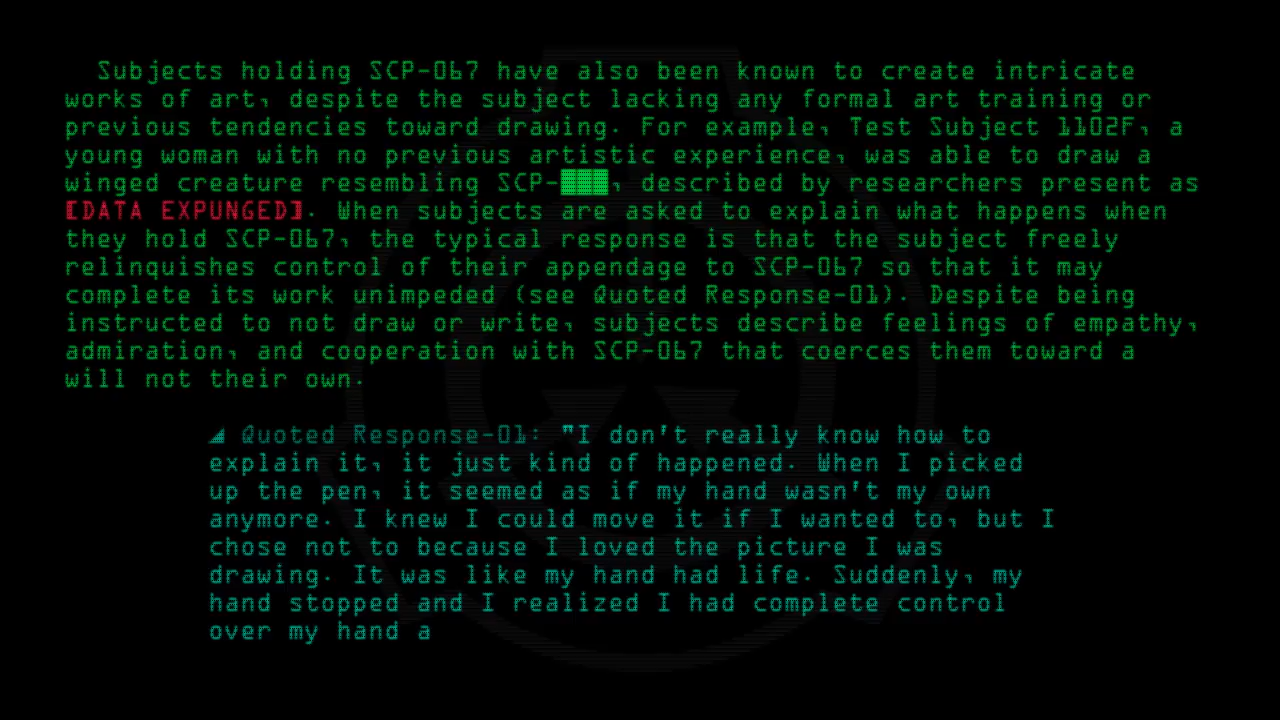 Subjects holding SCP-067 have also been known to create intricate
works of art, despite the subject lacking any formal art training or
previous tendencies toward drawing. For example, Test Subject 1102F, a
young woman with no previous artistic experience, was able to draw a
winged creature resembling SCP-▓▓▓, described by researchers present as
[DATA EXPUNGED]. When subjects are asked to explain what happens when
they hold SCP-067, the typical response is that the subject freely
relinquishes control of their appendage to SCP-067 so that it may
complete its work unimpeded (see Quoted Response-01). Despite being
instructed to not draw or write, subjects describe feelings of empathy,
admiration, and cooperation with SCP-067 that coerces them toward a
will not their own.
◢ Quoted Response-01: "I don't really know how to
explain it, it just kind of happened. When I picked
up the pen, it seemed as if my hand wasn't my own
anymore. I knew I could move it if I wanted to, but I
chose not to because I loved the picture I was
drawing. It was like my hand had life. Suddenly, my
hand stopped and I realized I had complete control
over my hand a